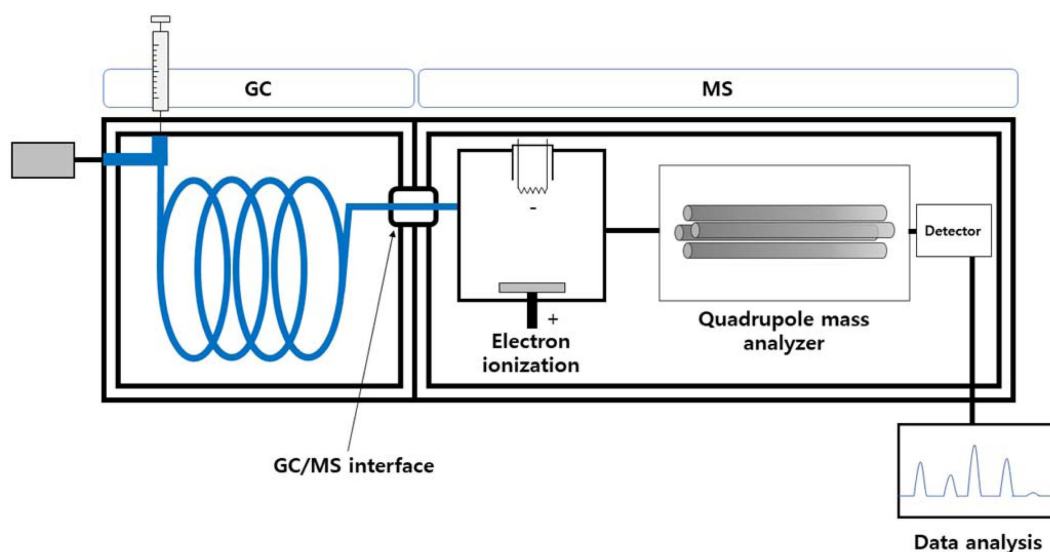 GC
MS
-
+
Electron
ionization
Quadrupole mass
analyzer
Detector
GC/MS interface
Data analysis